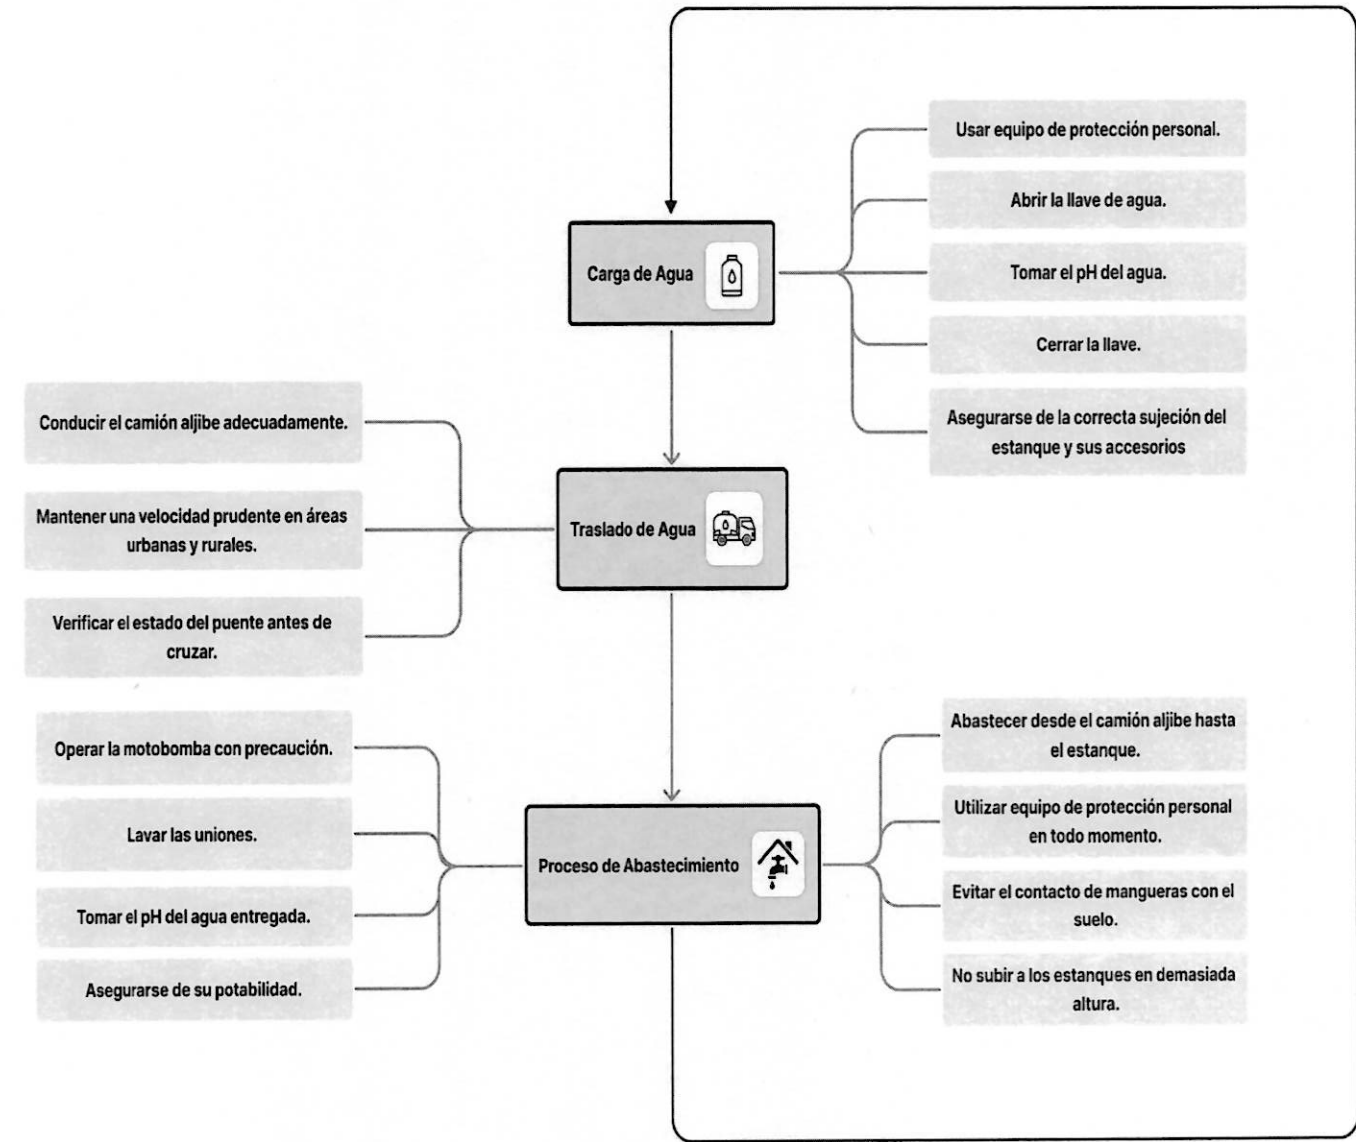 Usar equipo de protección personal.
Abrir la llave de agua.
Carga de Agua
Tomar el pH del agua.
Cerrar la llave.
Asegurarse de la correcta sujeción del
estanque y sus accesorios
Conducir el camión aljibe adecuadamente.
Mantener una velocidad prudente en áreas
urbanas y rurales.
Traslado de Agua
Verificar el estado del puente antes de
cruzar.
Operar la motobomba con precaución.
Lavar las uniones.
Tomar el pH del agua entregada.
Asegurarse de su potabilidad.
Proceso de Abastecimiento
Abastecer desde el camión aljibe hasta
el estanque.
Utilizar equipo de protección personal
en todo momento.
Evitar el contacto de mangueras con el
suelo.
No subir a los estanques en demasiada
altura.